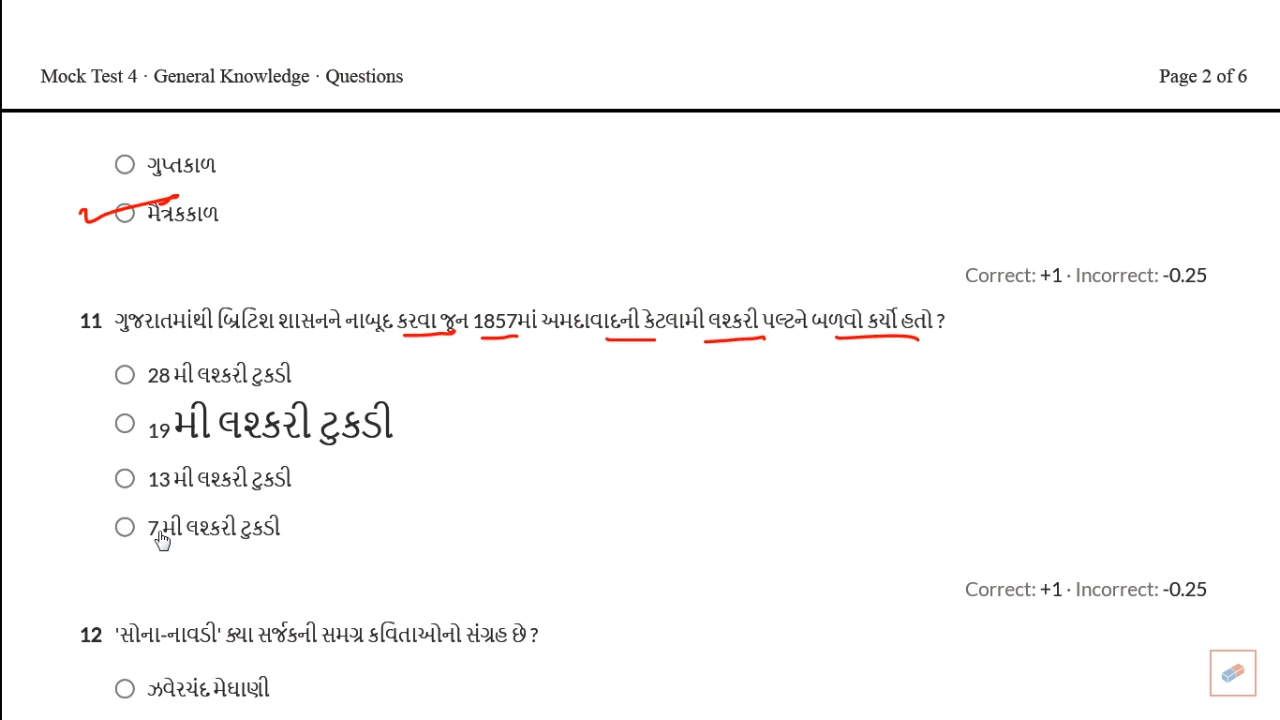 Mock Test 4 · General Knowledge · Questions
Page 2 of 6
ગુપ્તકાળ
મૈત્રકકાળ
Correct: +1 · Incorrect: -0.25
11 ગુજરાતમાંથી બ્રિટિશ શાસનને નાબૂદ કરવા જૂન 1857માં અમદાવાદની કેટલામી લશ્કરી પલ્ટને બળવો કર્યો હતો ?
28 મી લશ્કરી ટુકડી
19 મી લશ્કરી ટુકડી
13 મી લશ્કરી ટુકડી
7 મી લશ્કરી ટુકડી
Correct: +1 · Incorrect: -0.25
12 'સોના-નાવડી' ક્યા સર્જકની સમગ્ર કવિતાઓનો સંગ્રહ છે ?
ઝવેરચંદ મેઘાણી